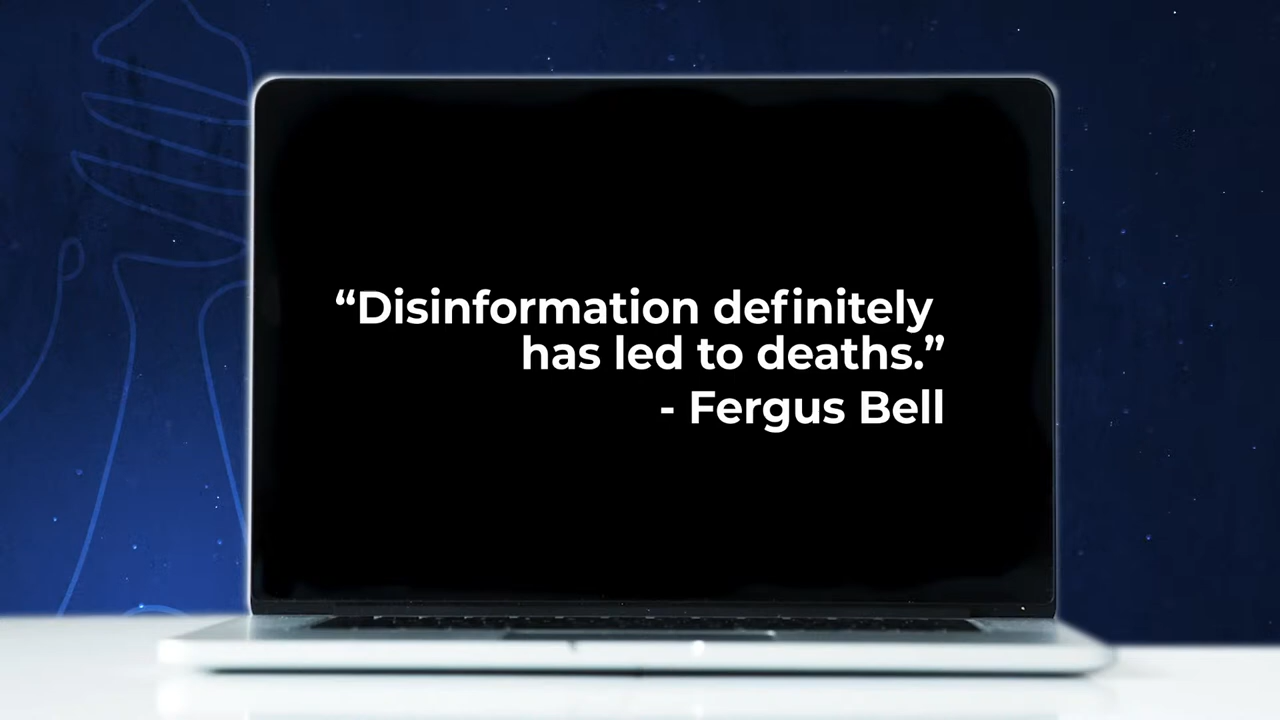 “Disinformation definitely
has led to deaths.”
- Fergus Bell